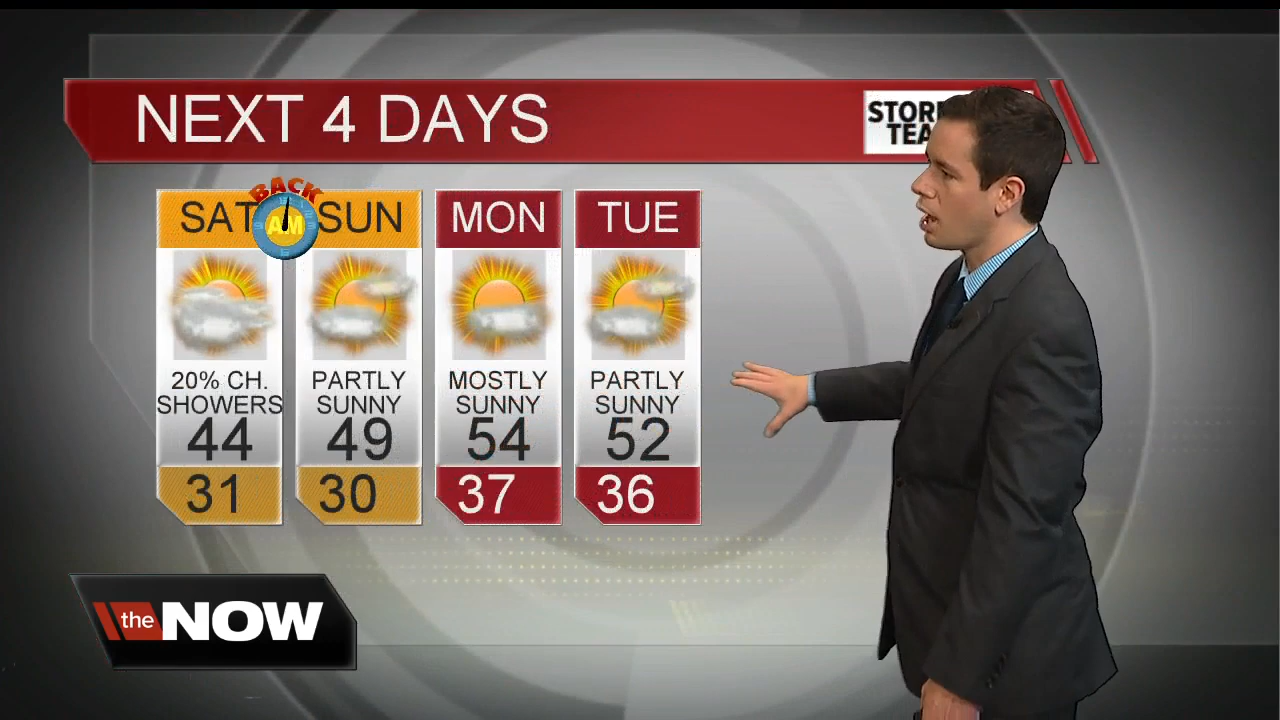 NEXT 4 DAYS
BACK
AM
SAT
SUN
MON
TUE
20% CH.
SHOWERS
44
31
PARTLY
SUNNY
49
30
MOSTLY
SUNNY
54
37
PARTLY
SUNNY
52
36
the NOW